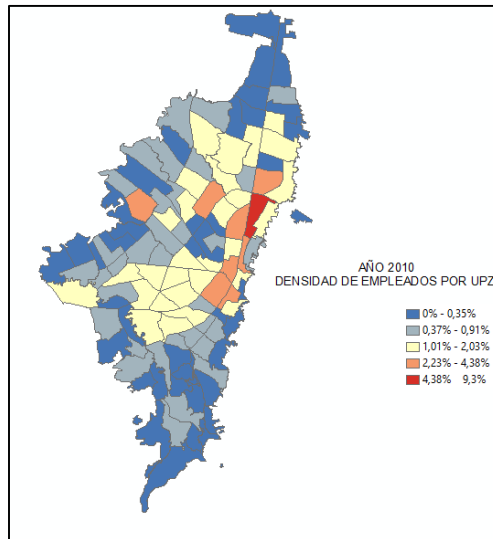 AÑO 2010
DENSIDAD DE EMPLEADOS POR UPZ
0% - 0,35%
0,37% - 0,91%
1,01% - 2,03%
2,23% - 4,38%
4,38%   9,3%